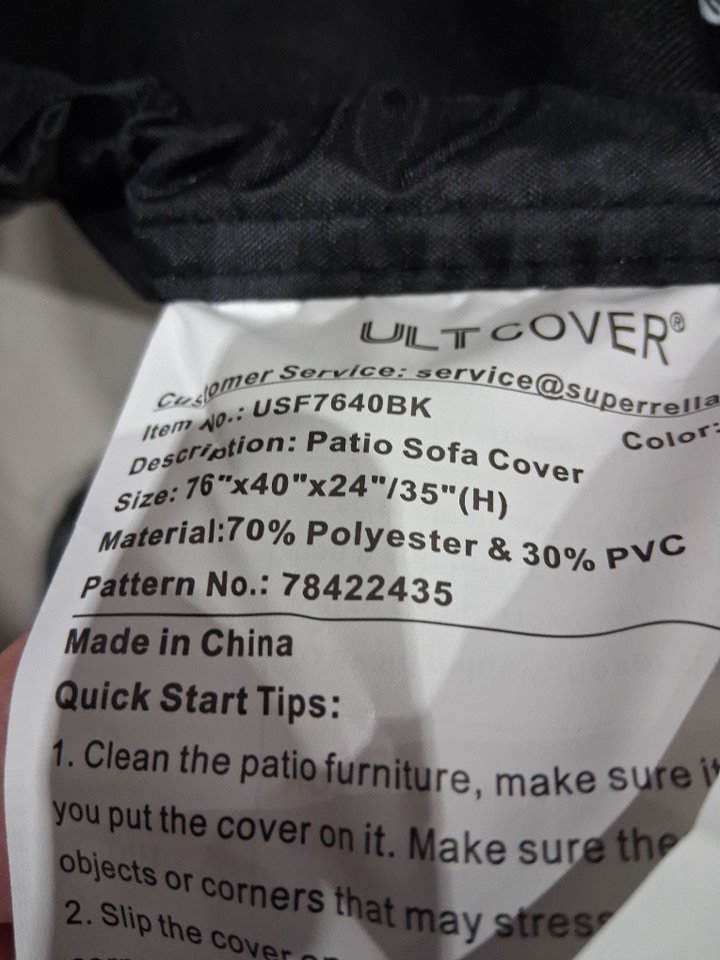 ULTCOVER®
Customer Service: service@superrella
Item No.: USF7640BK
Color:
Description: Patio Sofa Cover
Size: 76"x40"x24"/35"(H)
Material:70% Polyester & 30% PVC
Pattern No.: 78422435
Made in China
Quick Start Tips:
1. Clean the patio furniture, make sure it
you put the cover on it. Make sure the
objects or corners that may stress
2. Slip the cover